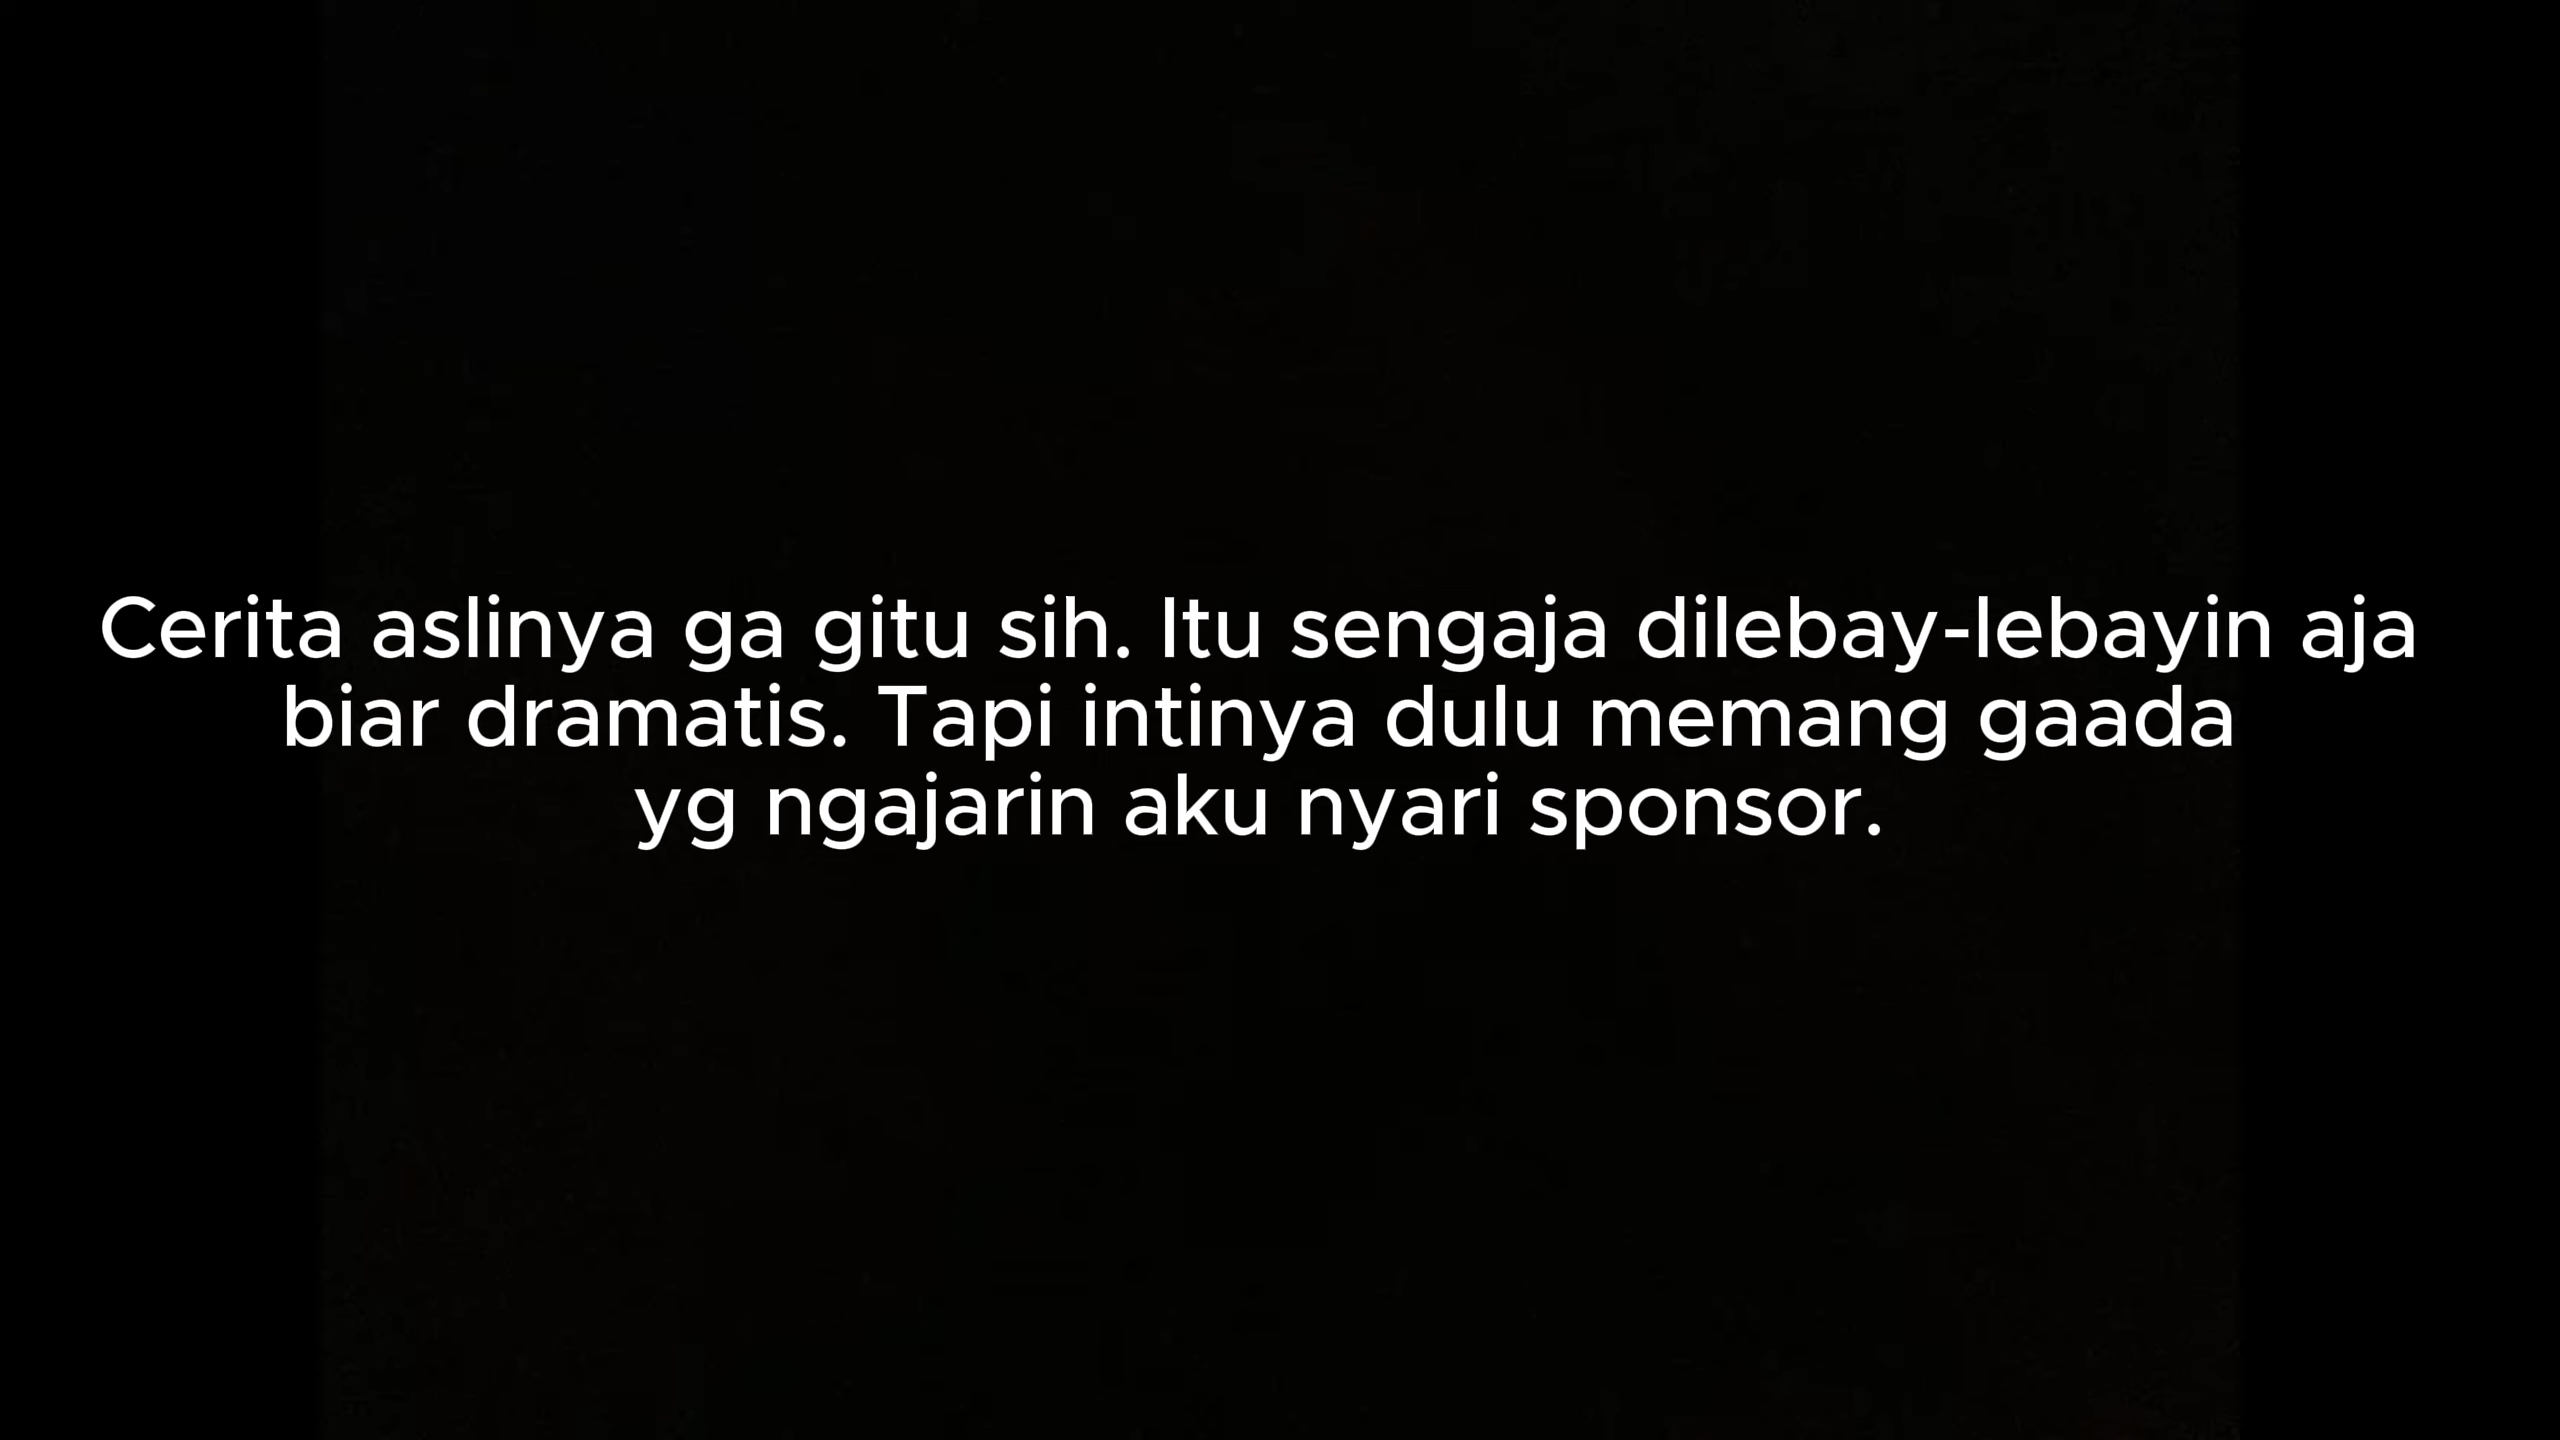 Cerita aslinya ga gitu sih. Itu sengaja dilebay-lebayin aja
biar dramatis. Tapi intinya dulu memang gaada
yg ngajarin aku nyari sponsor.